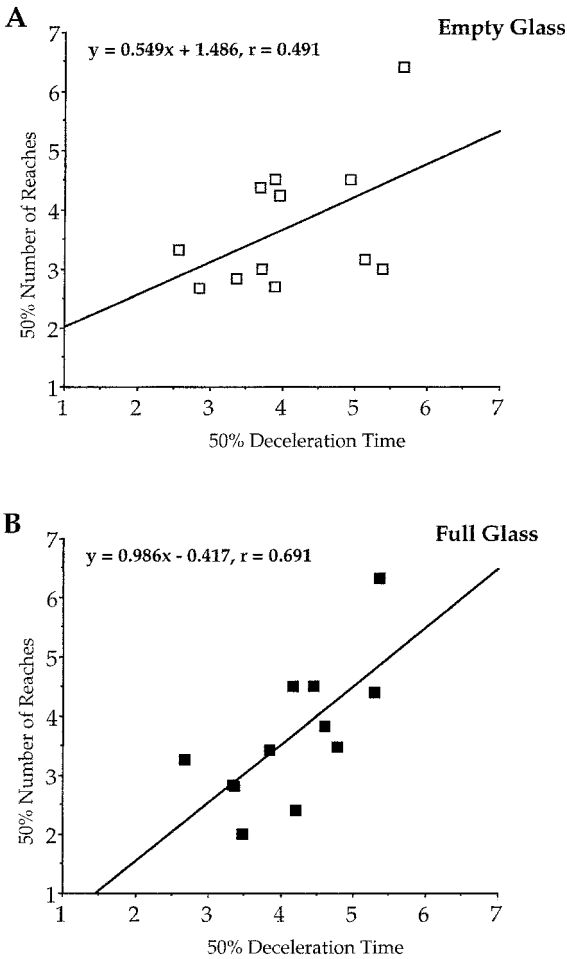 A
Empty Glass
y = 0.549x + 1.486, r = 0.491
7
6
5
4
3
2
1
50% Number of Reaches
1 2 3 4 5 6 7
50% Deceleration Time
B
Full Glass
y = 0.986x - 0.417, r = 0.691
7
6
5
4
3
2
1
50% Number of Reaches
1 2 3 4 5 6 7
50% Deceleration Time